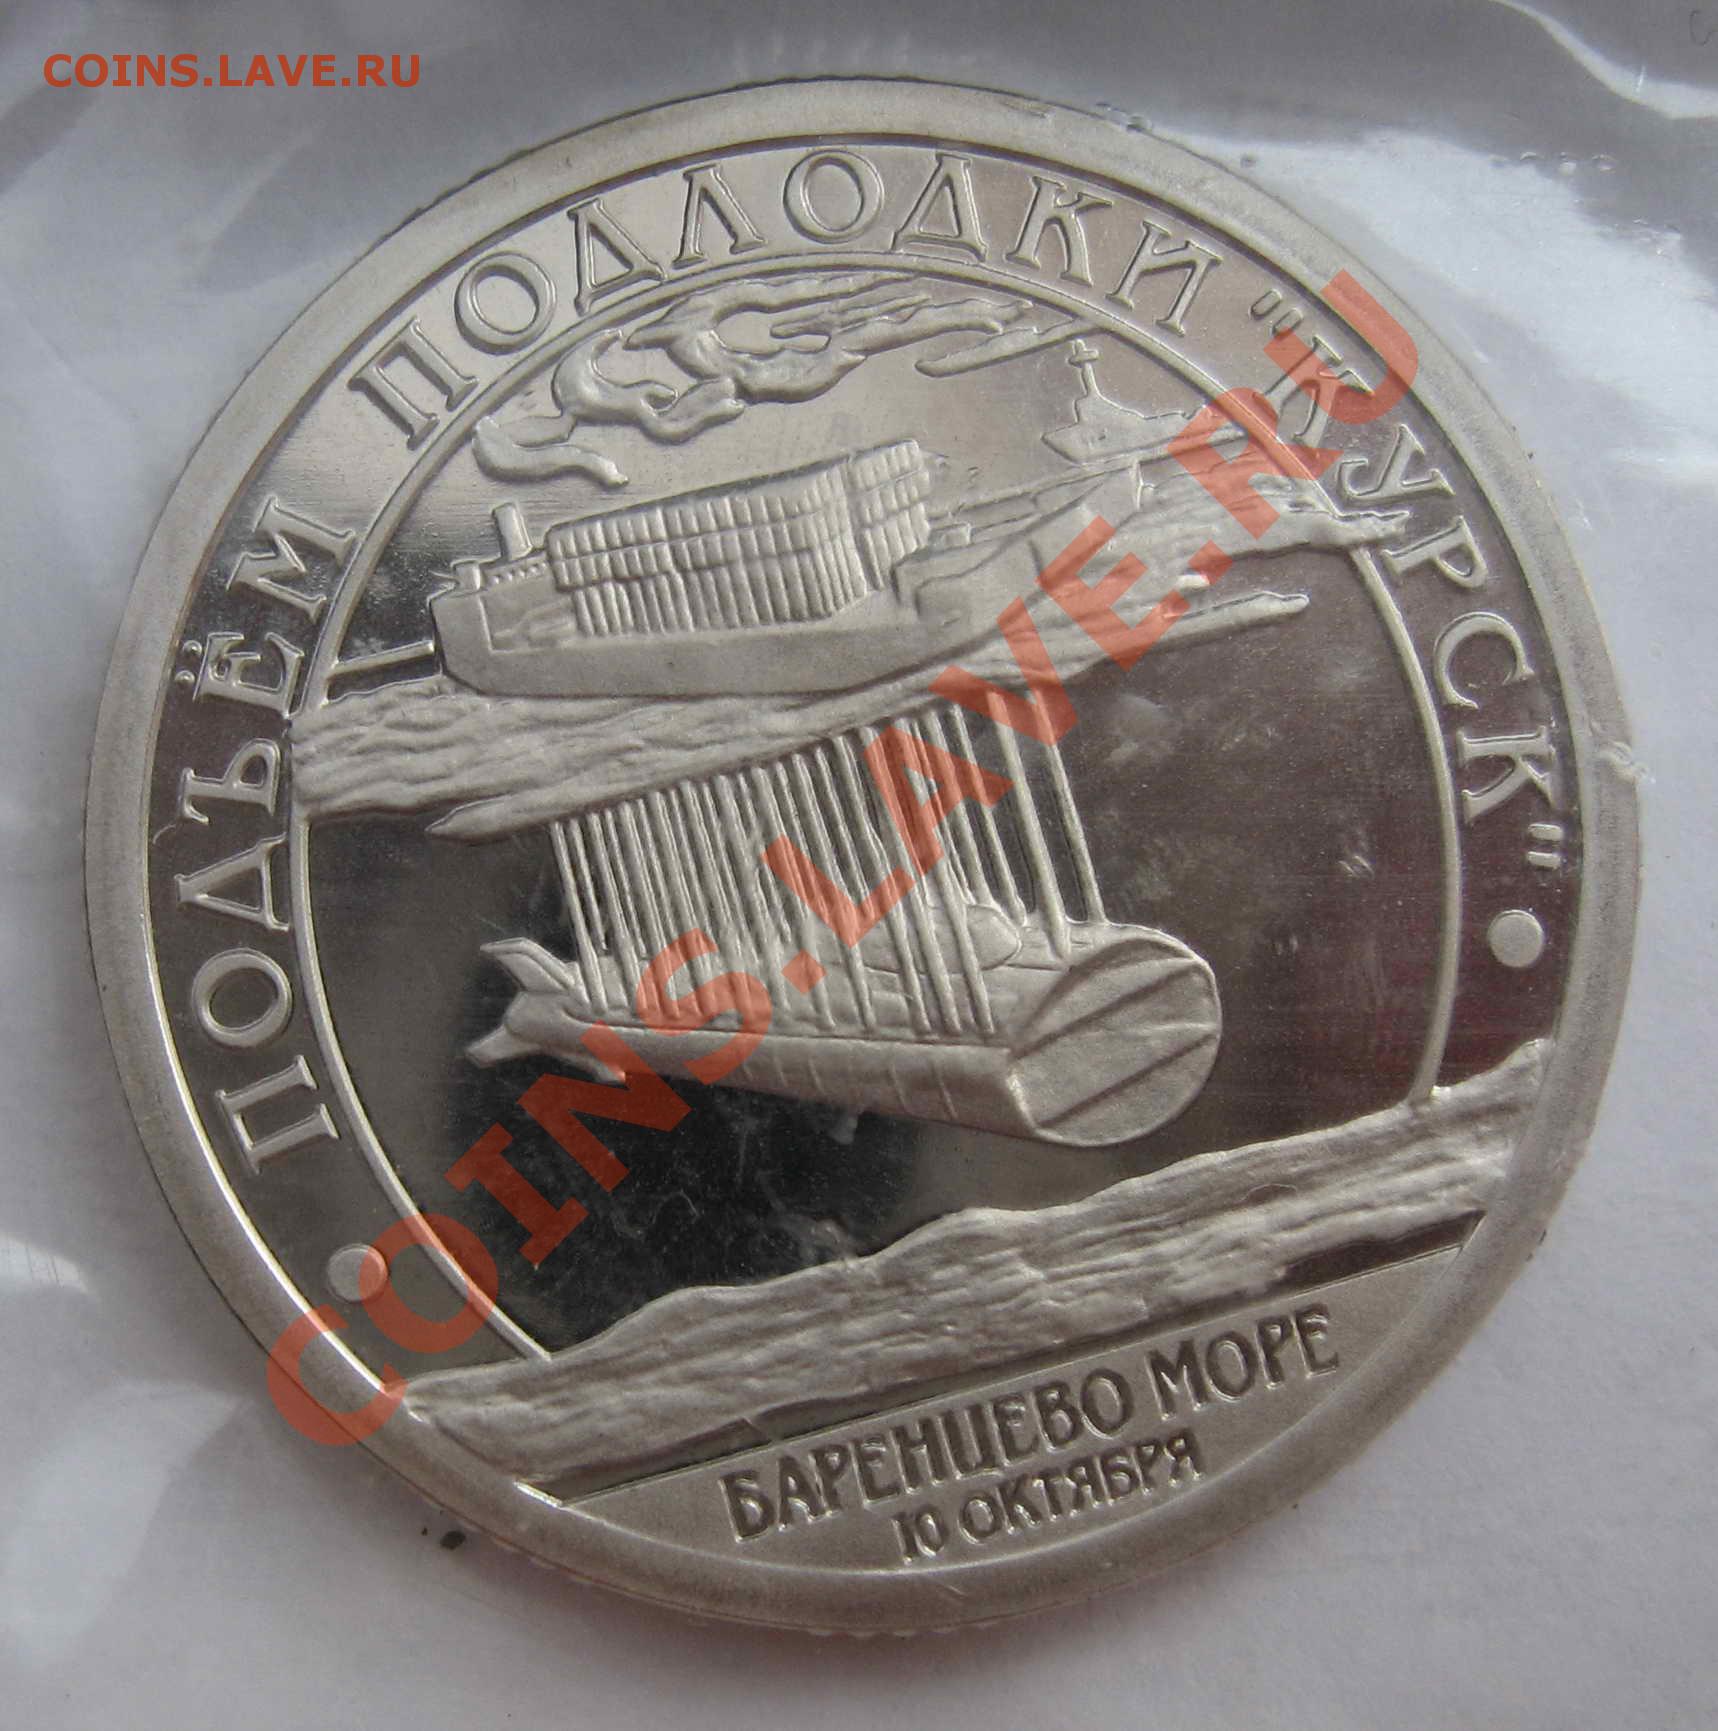 COINS.LAVE.RU
ПОДЪЁМ ПОДЛОДКИ "КУРСК"
БАРЕНЦЕВО МОРЕ
10 ОКТЯБРЯ
COINS.LAVE.RU